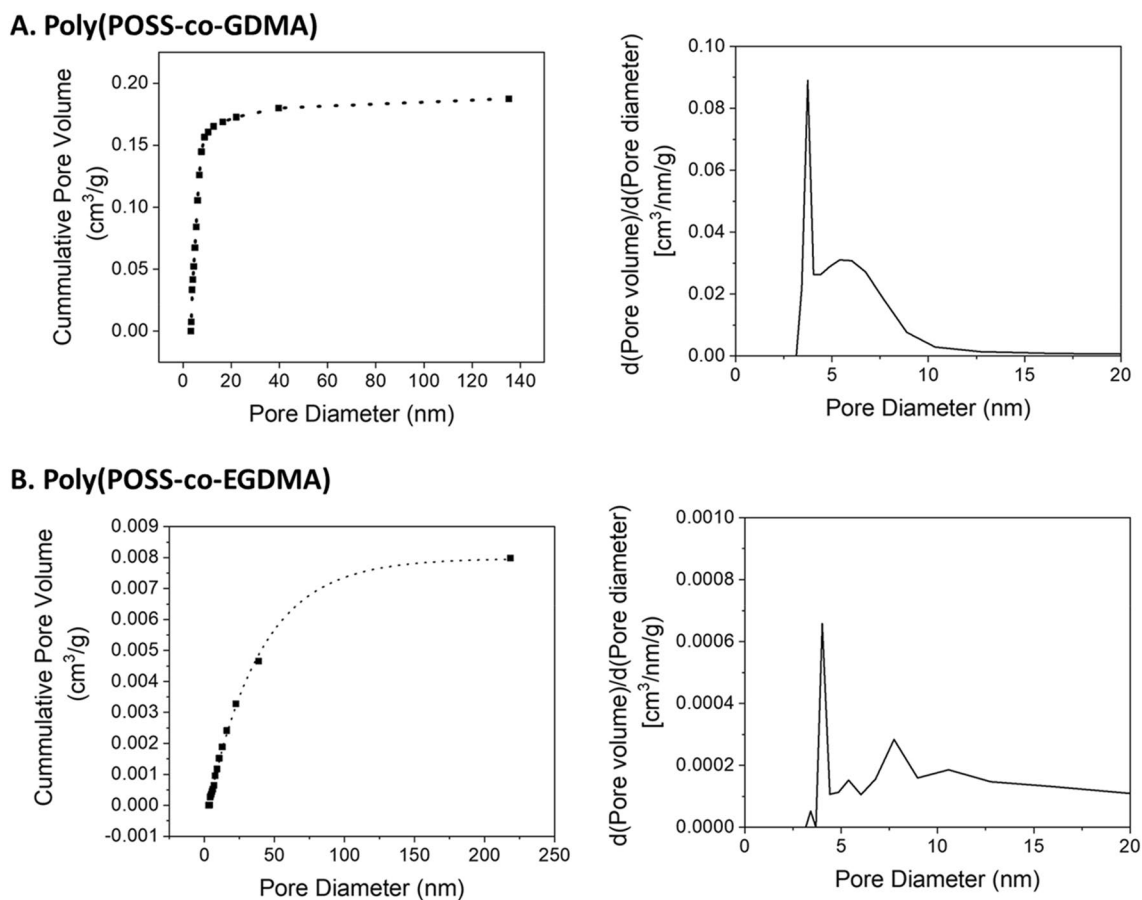 A. Poly(POSS-co-GDMA)
Cummulative Pore Volume
(cm³/g)
0.20
0.15
0.10
0.05
0.00
0 20 40 60 80 100 120 140
Pore Diameter (nm)
d(Pore volume)/d(Pore diameter)
[cm³/nm/g]
0.10
0.08
0.06
0.04
0.02
0.00
0 5 10 15 20
Pore Diameter (nm)
B. Poly(POSS-co-EGDMA)
Cummulative Pore Volume
(cm³/g)
0.009
0.008
0.007
0.006
0.005
0.004
0.003
0.002
0.001
0.000
-0.001
0 50 100 150 200 250
Pore Diameter (nm)
d(Pore volume)/d(Pore diameter)
[cm³/nm/g]
0.0010
0.0008
0.0006
0.0004
0.0002
0.0000
0 5 10 15 20
Pore Diameter (nm)